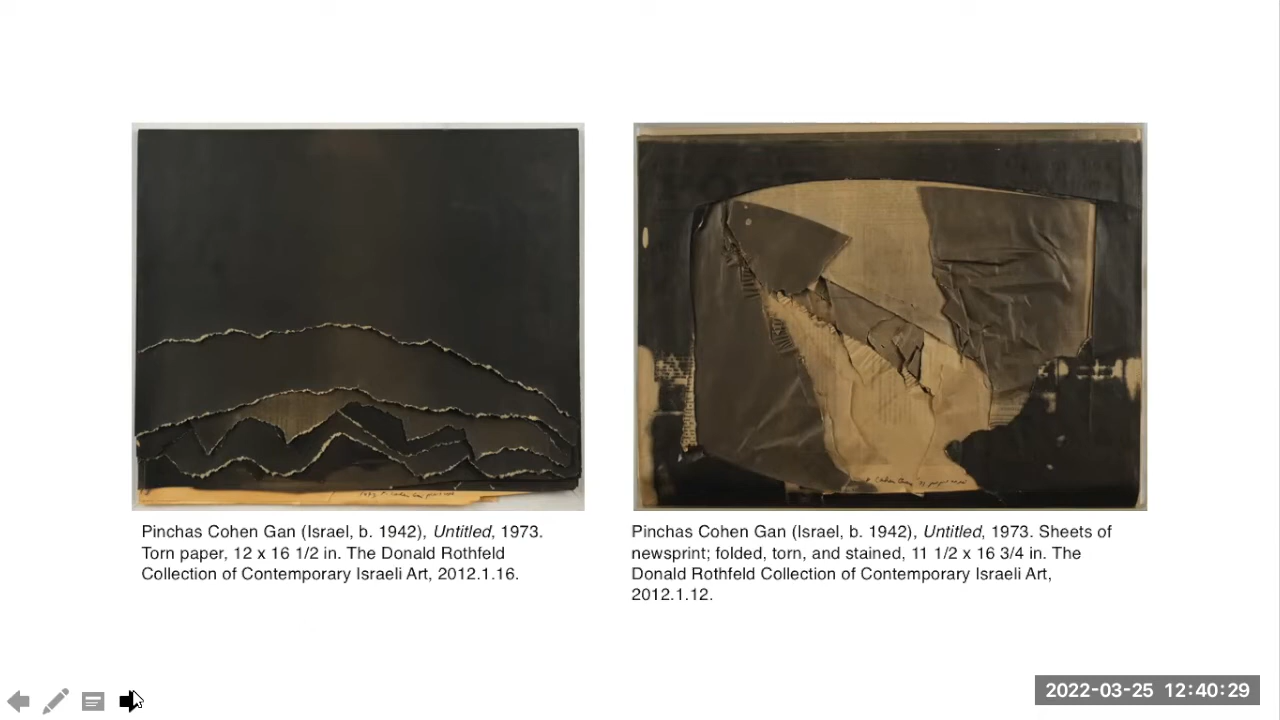 Pinchas Cohen Gan (Israel, b. 1942), Untitled, 1973.
Torn paper, 12 x 16 1/2 in. The Donald Rothfeld
Collection of Contemporary Israeli Art, 2012.1.16.
Pinchas Cohen Gan (Israel, b. 1942), Untitled, 1973. Sheets of
newsprint; folded, torn, and stained, 11 1/2 x 16 3/4 in. The
Donald Rothfeld Collection of Contemporary Israeli Art,
2012.1.12.
2022-03-25 12:40:29